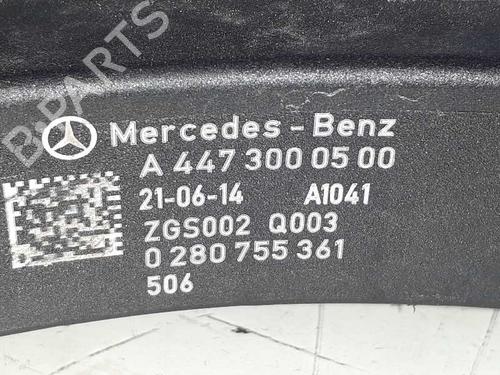 B-PARTS
Mercedes-Benz
A 447 300 05 00
21-06-14 A1041
ZGS002 Q003
0 280 755 361
506